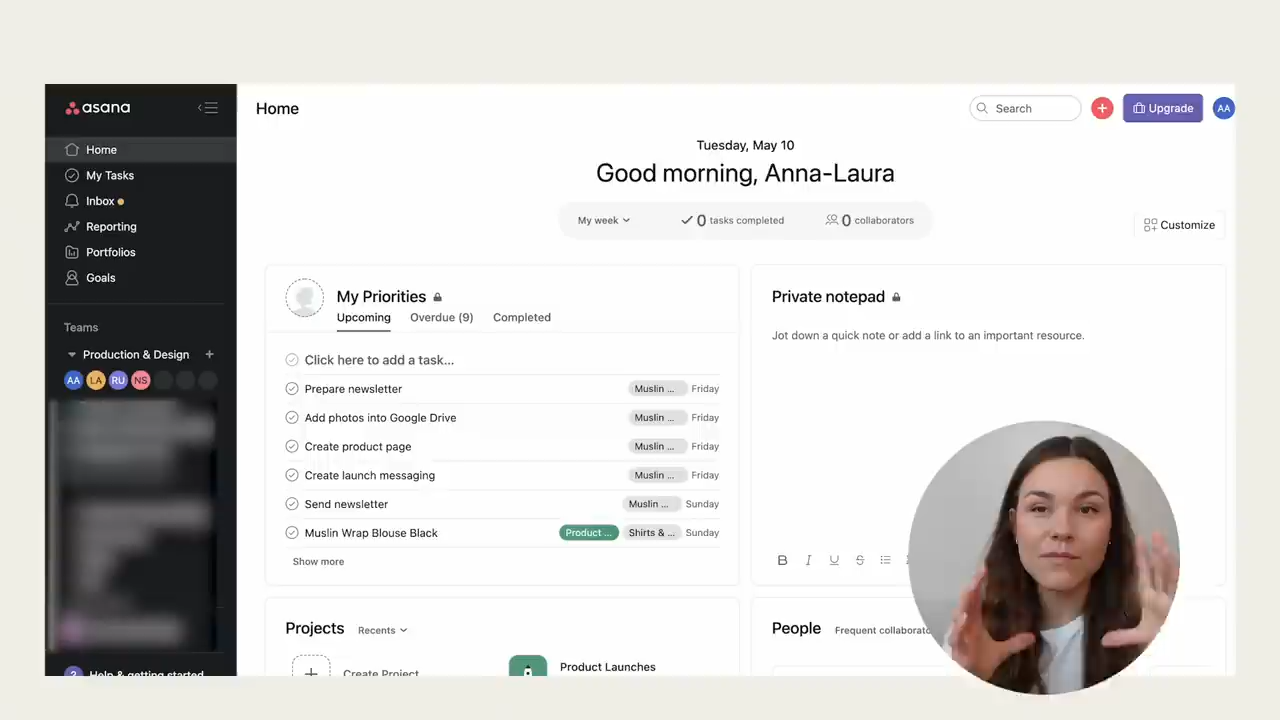 asana
Home
My Tasks
Inbox
Reporting
Portfolios
Goals
Teams
Production & Design
AA LA RU NS
Help & getting started
Home
Search
Upgrade
AA
Tuesday, May 10
Good morning, Anna-Laura
My week
0 tasks completed
0 collaborators
Customize
My Priorities
Upcoming Overdue (9) Completed
Click here to add a task...
Prepare newsletter Muslin ... Friday
Add photos into Google Drive Muslin ... Friday
Create product page Muslin ... Friday
Create launch messaging Muslin ... Friday
Send newsletter Muslin ... Sunday
Muslin Wrap Blouse Black Product ... Shirts & ... Sunday
Show more
Private notepad
Jot down a quick note or add a link to an important resource.
B I U S
Projects Recents
Create Project
Product Launches
People Frequent